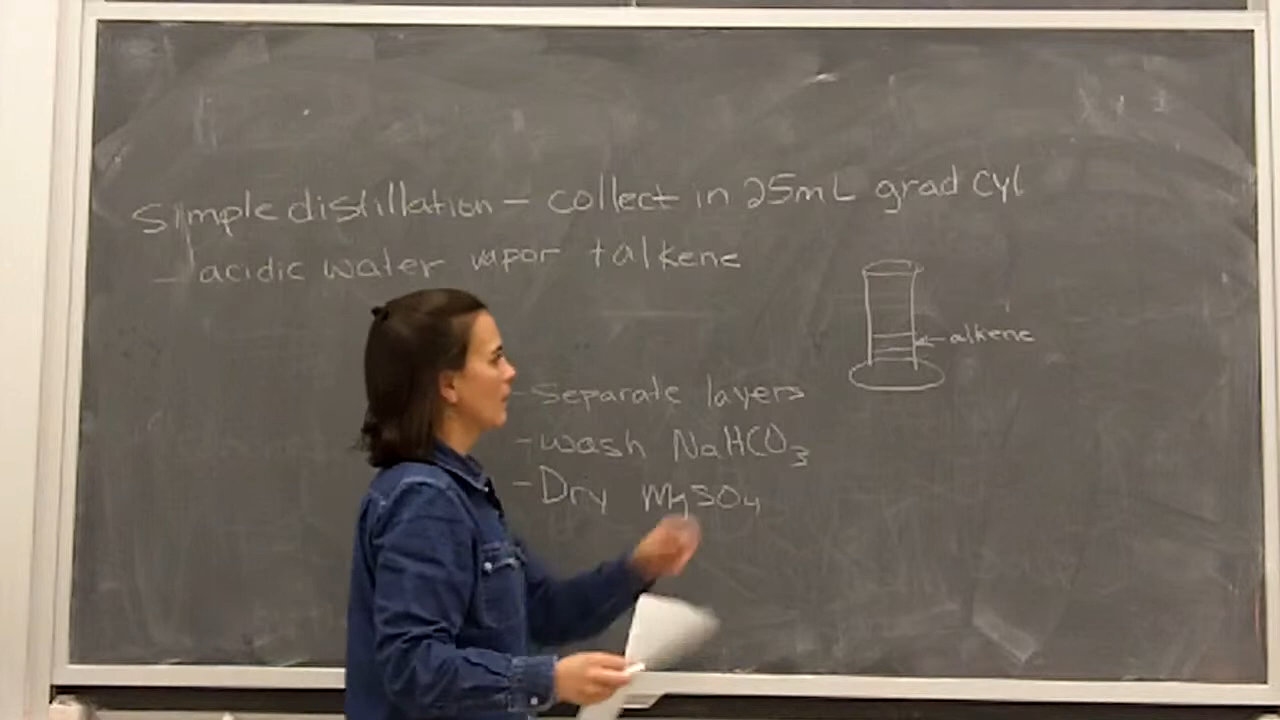 Simple distillation - collect in 25mL grad cyl
- acidic water vapor + alkene
alkene
- separate layers
- wash NaHCO3
- Dry MgSO4